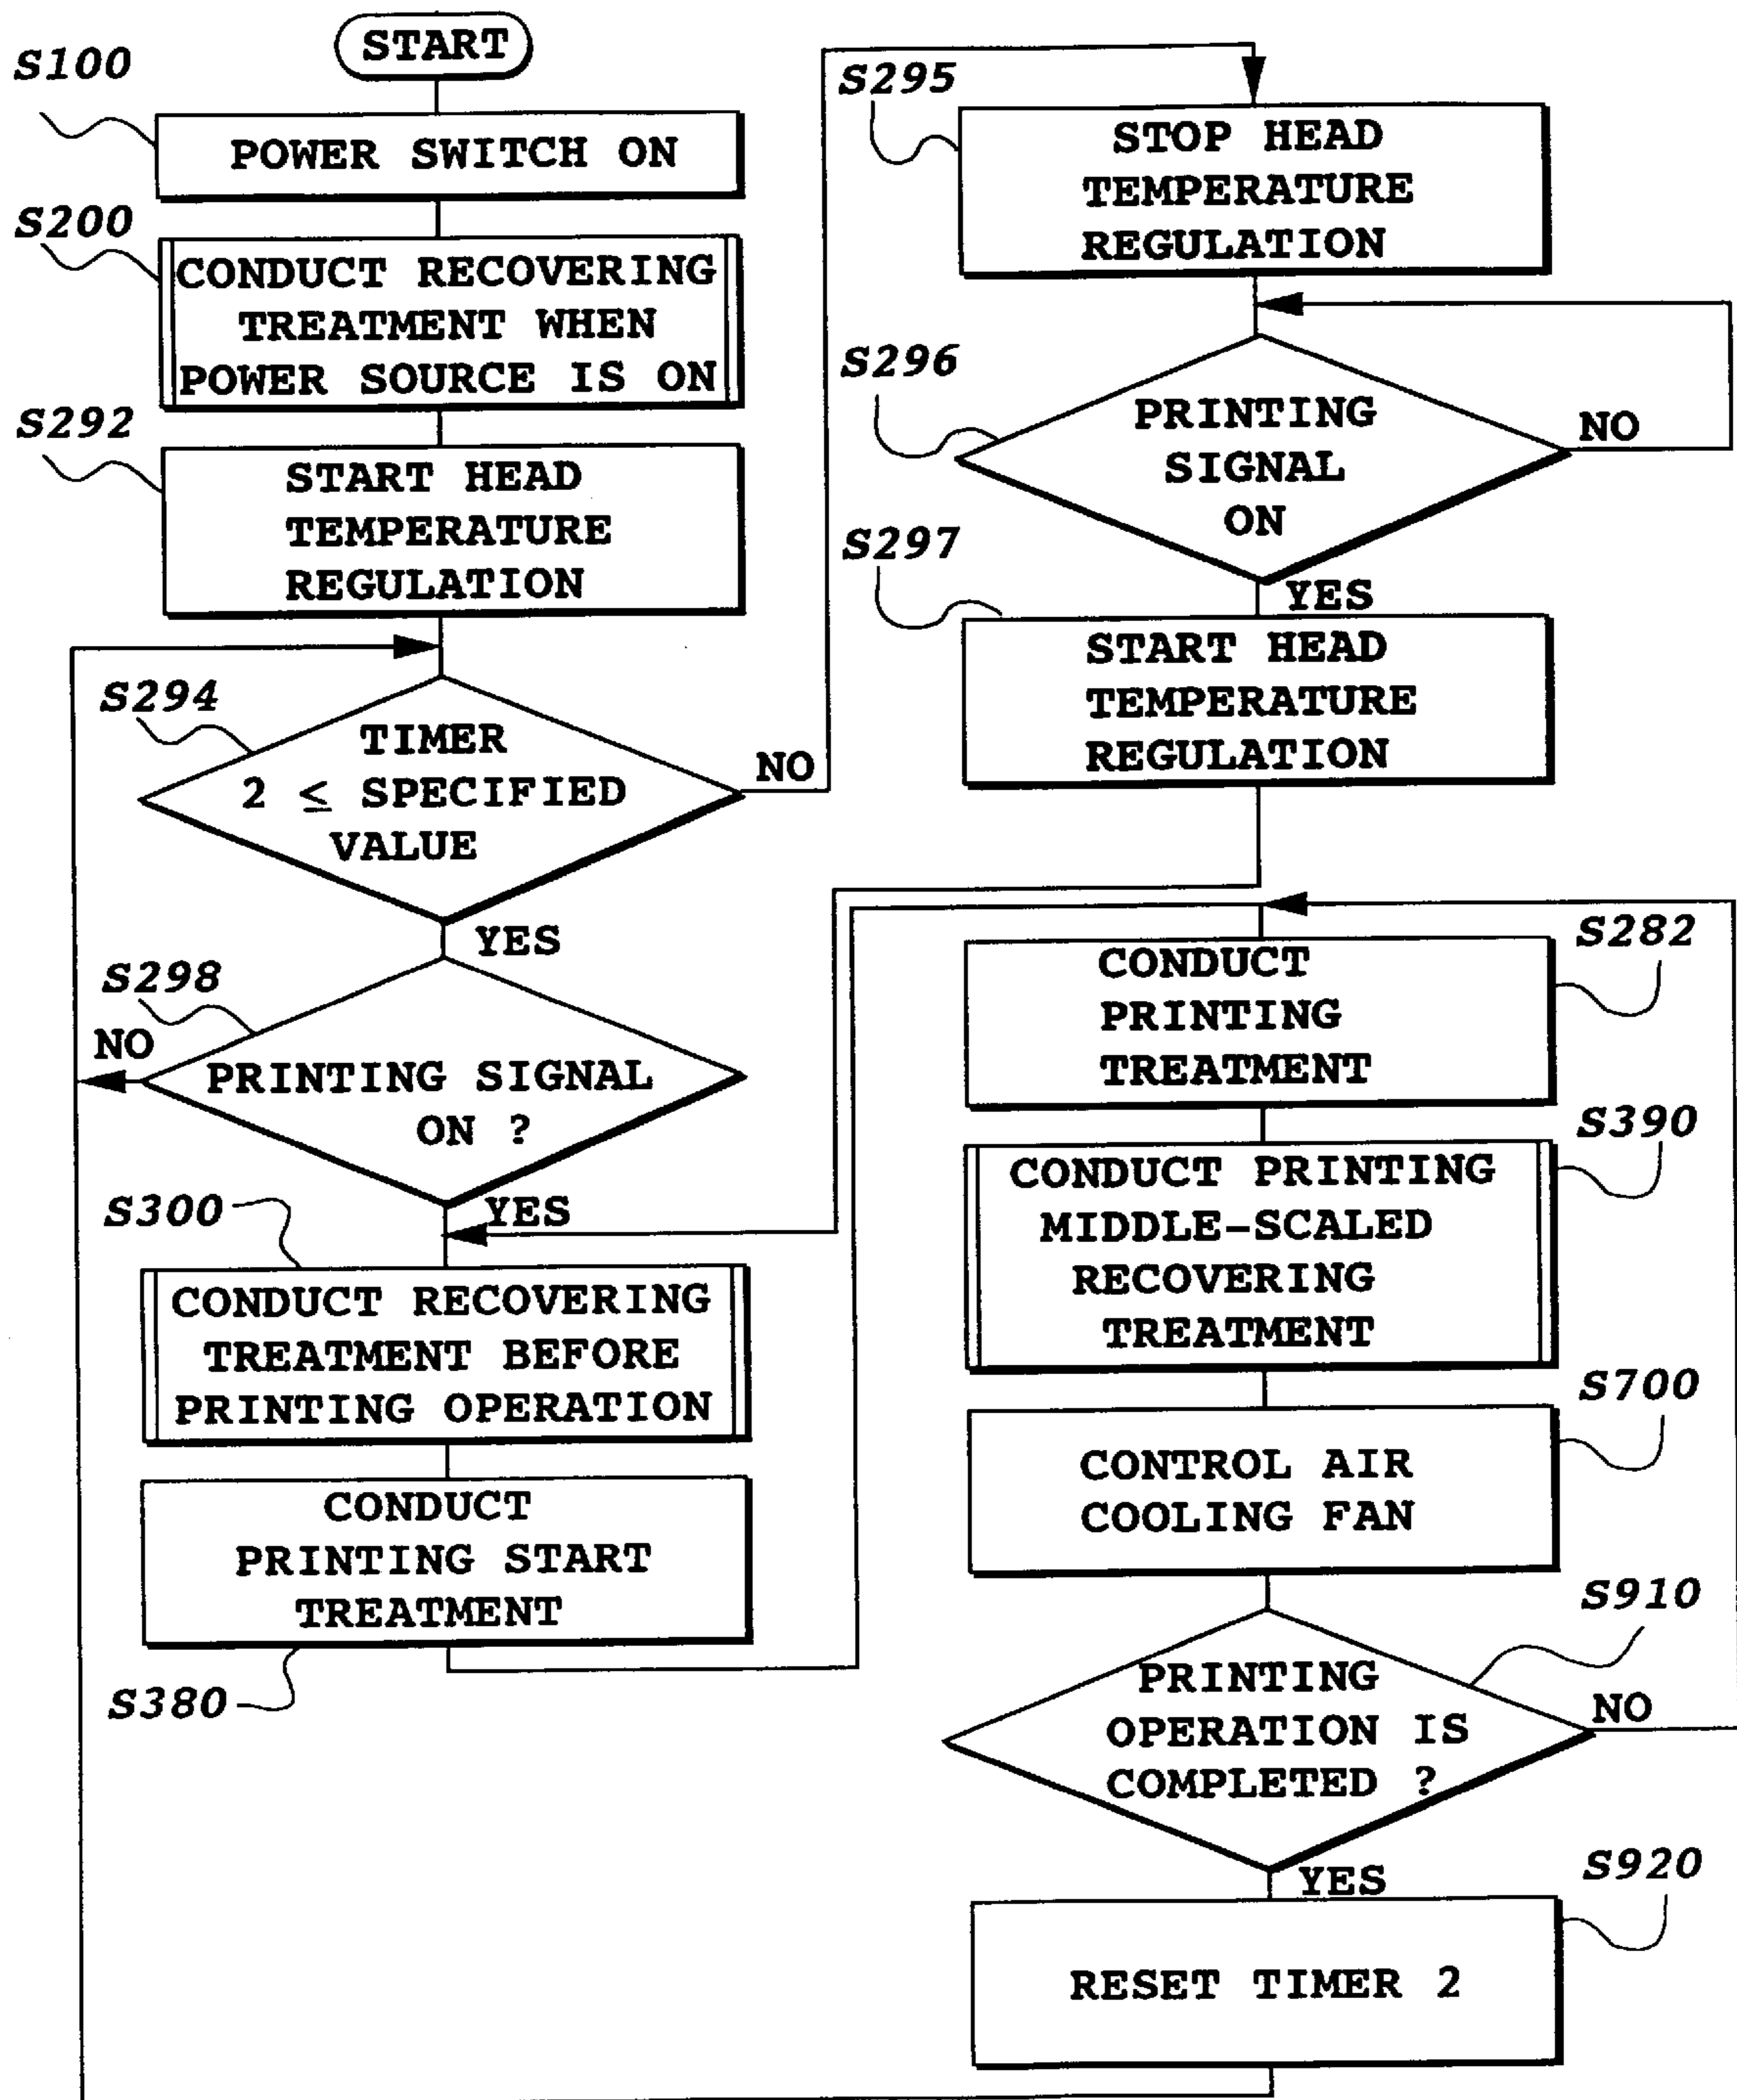 START
S100
POWER SWITCH ON
S200
CONDUCT RECOVERING
TREATMENT WHEN
POWER SOURCE IS ON
S292
START HEAD
TEMPERATURE
REGULATION
S294
TIMER
2 ≤ SPECIFIED
VALUE
NO
YES
S298
NO
PRINTING SIGNAL
ON ?
YES
S300
CONDUCT RECOVERING
TREATMENT BEFORE
PRINTING OPERATION
CONDUCT
PRINTING START
TREATMENT
S380
S295
STOP HEAD
TEMPERATURE
REGULATION
S296
PRINTING
SIGNAL
ON
NO
YES
S297
START HEAD
TEMPERATURE
REGULATION
S282
CONDUCT
PRINTING
TREATMENT
S390
CONDUCT PRINTING
MIDDLE-SCALED
RECOVERING
TREATMENT
S700
CONTROL AIR
COOLING FAN
S910
PRINTING
OPERATION IS
COMPLETED ?
NO
YES
S920
RESET TIMER 2